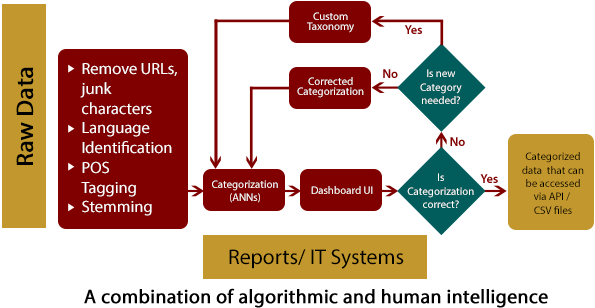 Raw Data
Remove URLs,
junk
characters
Language
Identification
POS
Tagging
Stemming
Custom
Taxonomy
Yes
Corrected
Categorization
No
Is new
Category
needed?
No
Categorization
(ANNs)
Dashboard UI
Is
Categorization
correct?
Yes
Categorized
data that can
be accessed
via API /
CSV files
Reports/ IT Systems
A combination of algorithmic and human intelligence